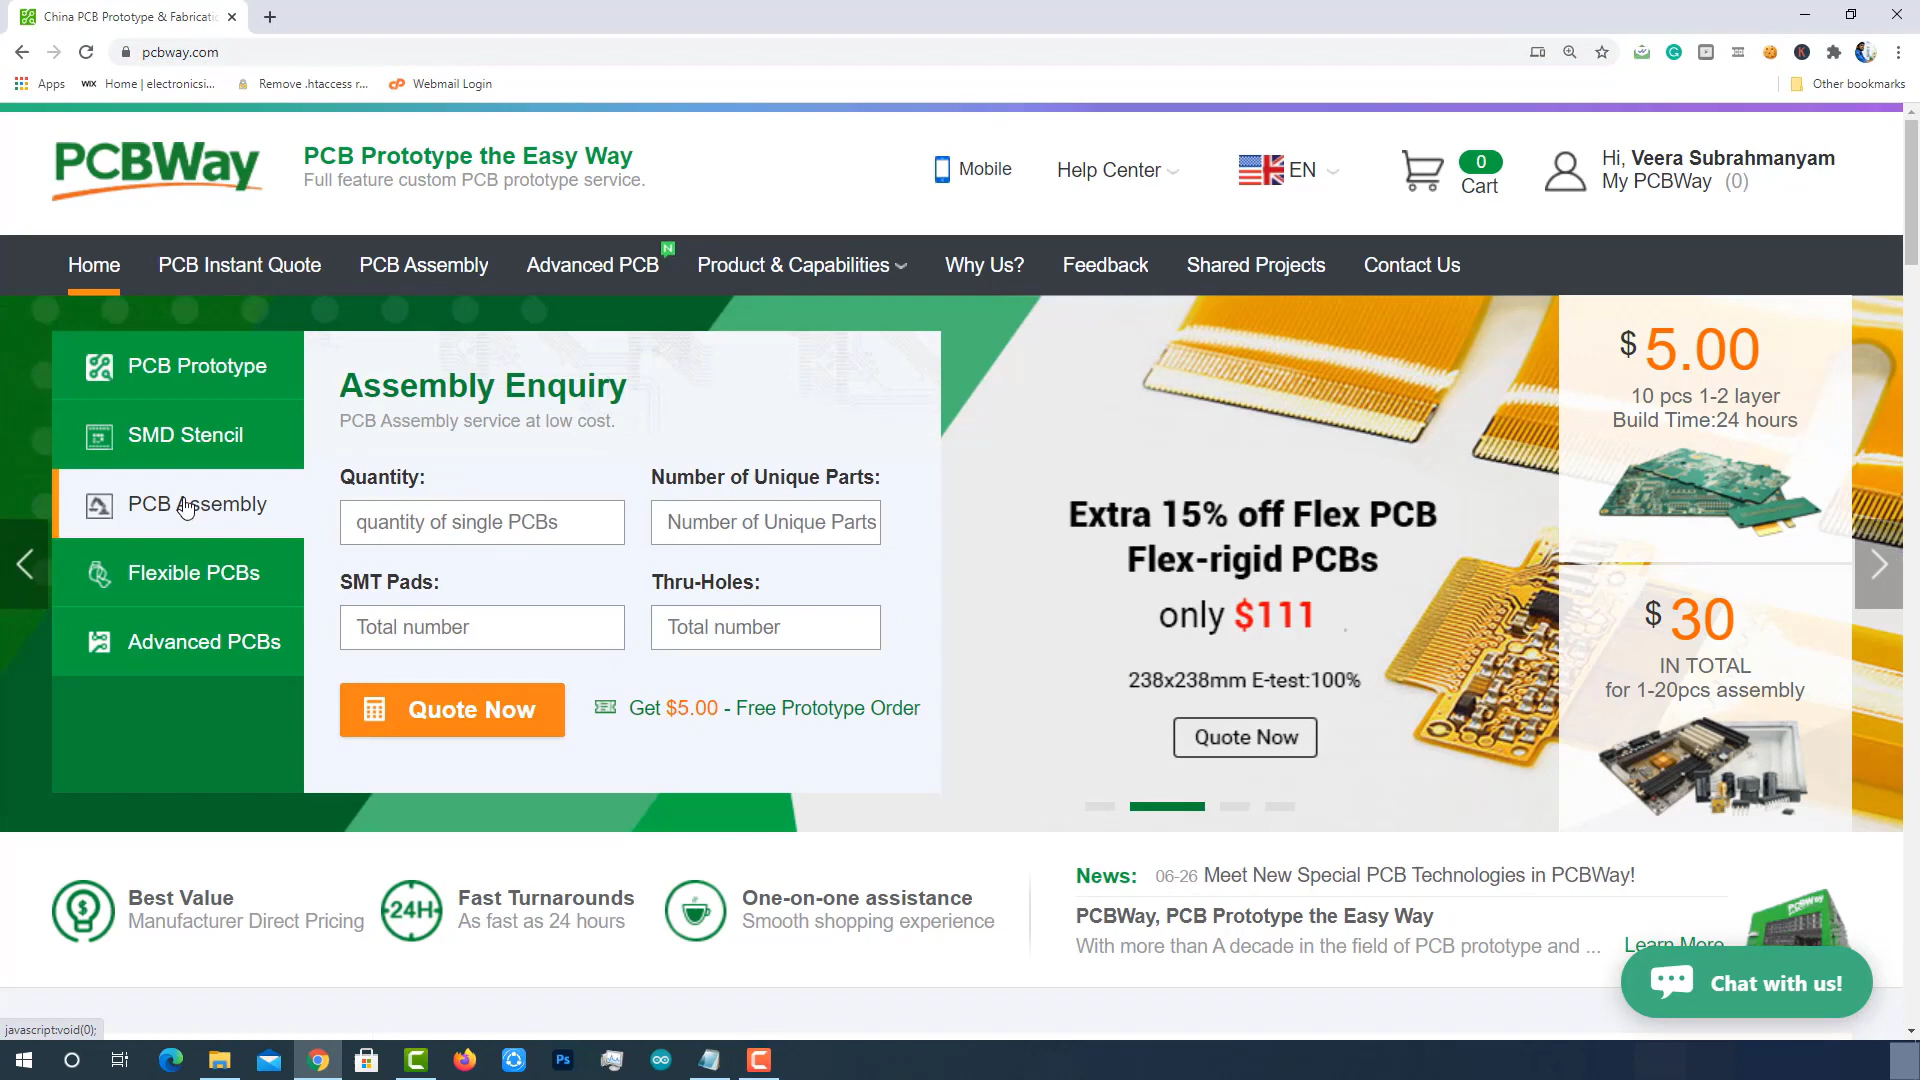 China PCB Prototype & Fabricati
pcbway.com
Apps
WIX Home | electronicsi...
Remove .htaccess r...
cP Webmail Login
Other bookmarks
PCBWay
PCB Prototype the Easy Way
Full feature custom PCB prototype service.
Mobile
Help Center
EN
0
Cart
Hi, Veera Subrahmanyam
My PCBWay (0)
Home
PCB Instant Quote
PCB Assembly
Advanced PCB
N
Product & Capabilities
Why Us?
Feedback
Shared Projects
Contact Us
PCB Prototype
SMD Stencil
PCB Assembly
Flexible PCBs
Advanced PCBs
Assembly Enquiry
PCB Assembly service at low cost.
Quantity:
Number of Unique Parts:
quantity of single PCBs
Number of Unique Parts
SMT Pads:
Thru-Holes:
Total number
Total number
Quote Now
Get $5.00 - Free Prototype Order
Extra 15% off Flex PCB
Flex-rigid PCBs
only $111
238x238mm E-test:100%
Quote Now
$ 5.00
10 pcs 1-2 layer
Build Time:24 hours
$ 30
IN TOTAL
for 1-20pcs assembly
Best Value
Manufacturer Direct Pricing
24H
Fast Turnarounds
As fast as 24 hours
One-on-one assistance
Smooth shopping experience
News: 06-26 Meet New Special PCB Technologies in PCBWay!
PCBWay, PCB Prototype the Easy Way
With more than A decade in the field of PCB prototype and ... Learn More
PCBWay
Chat with us!
javascript:void(0);
Ps